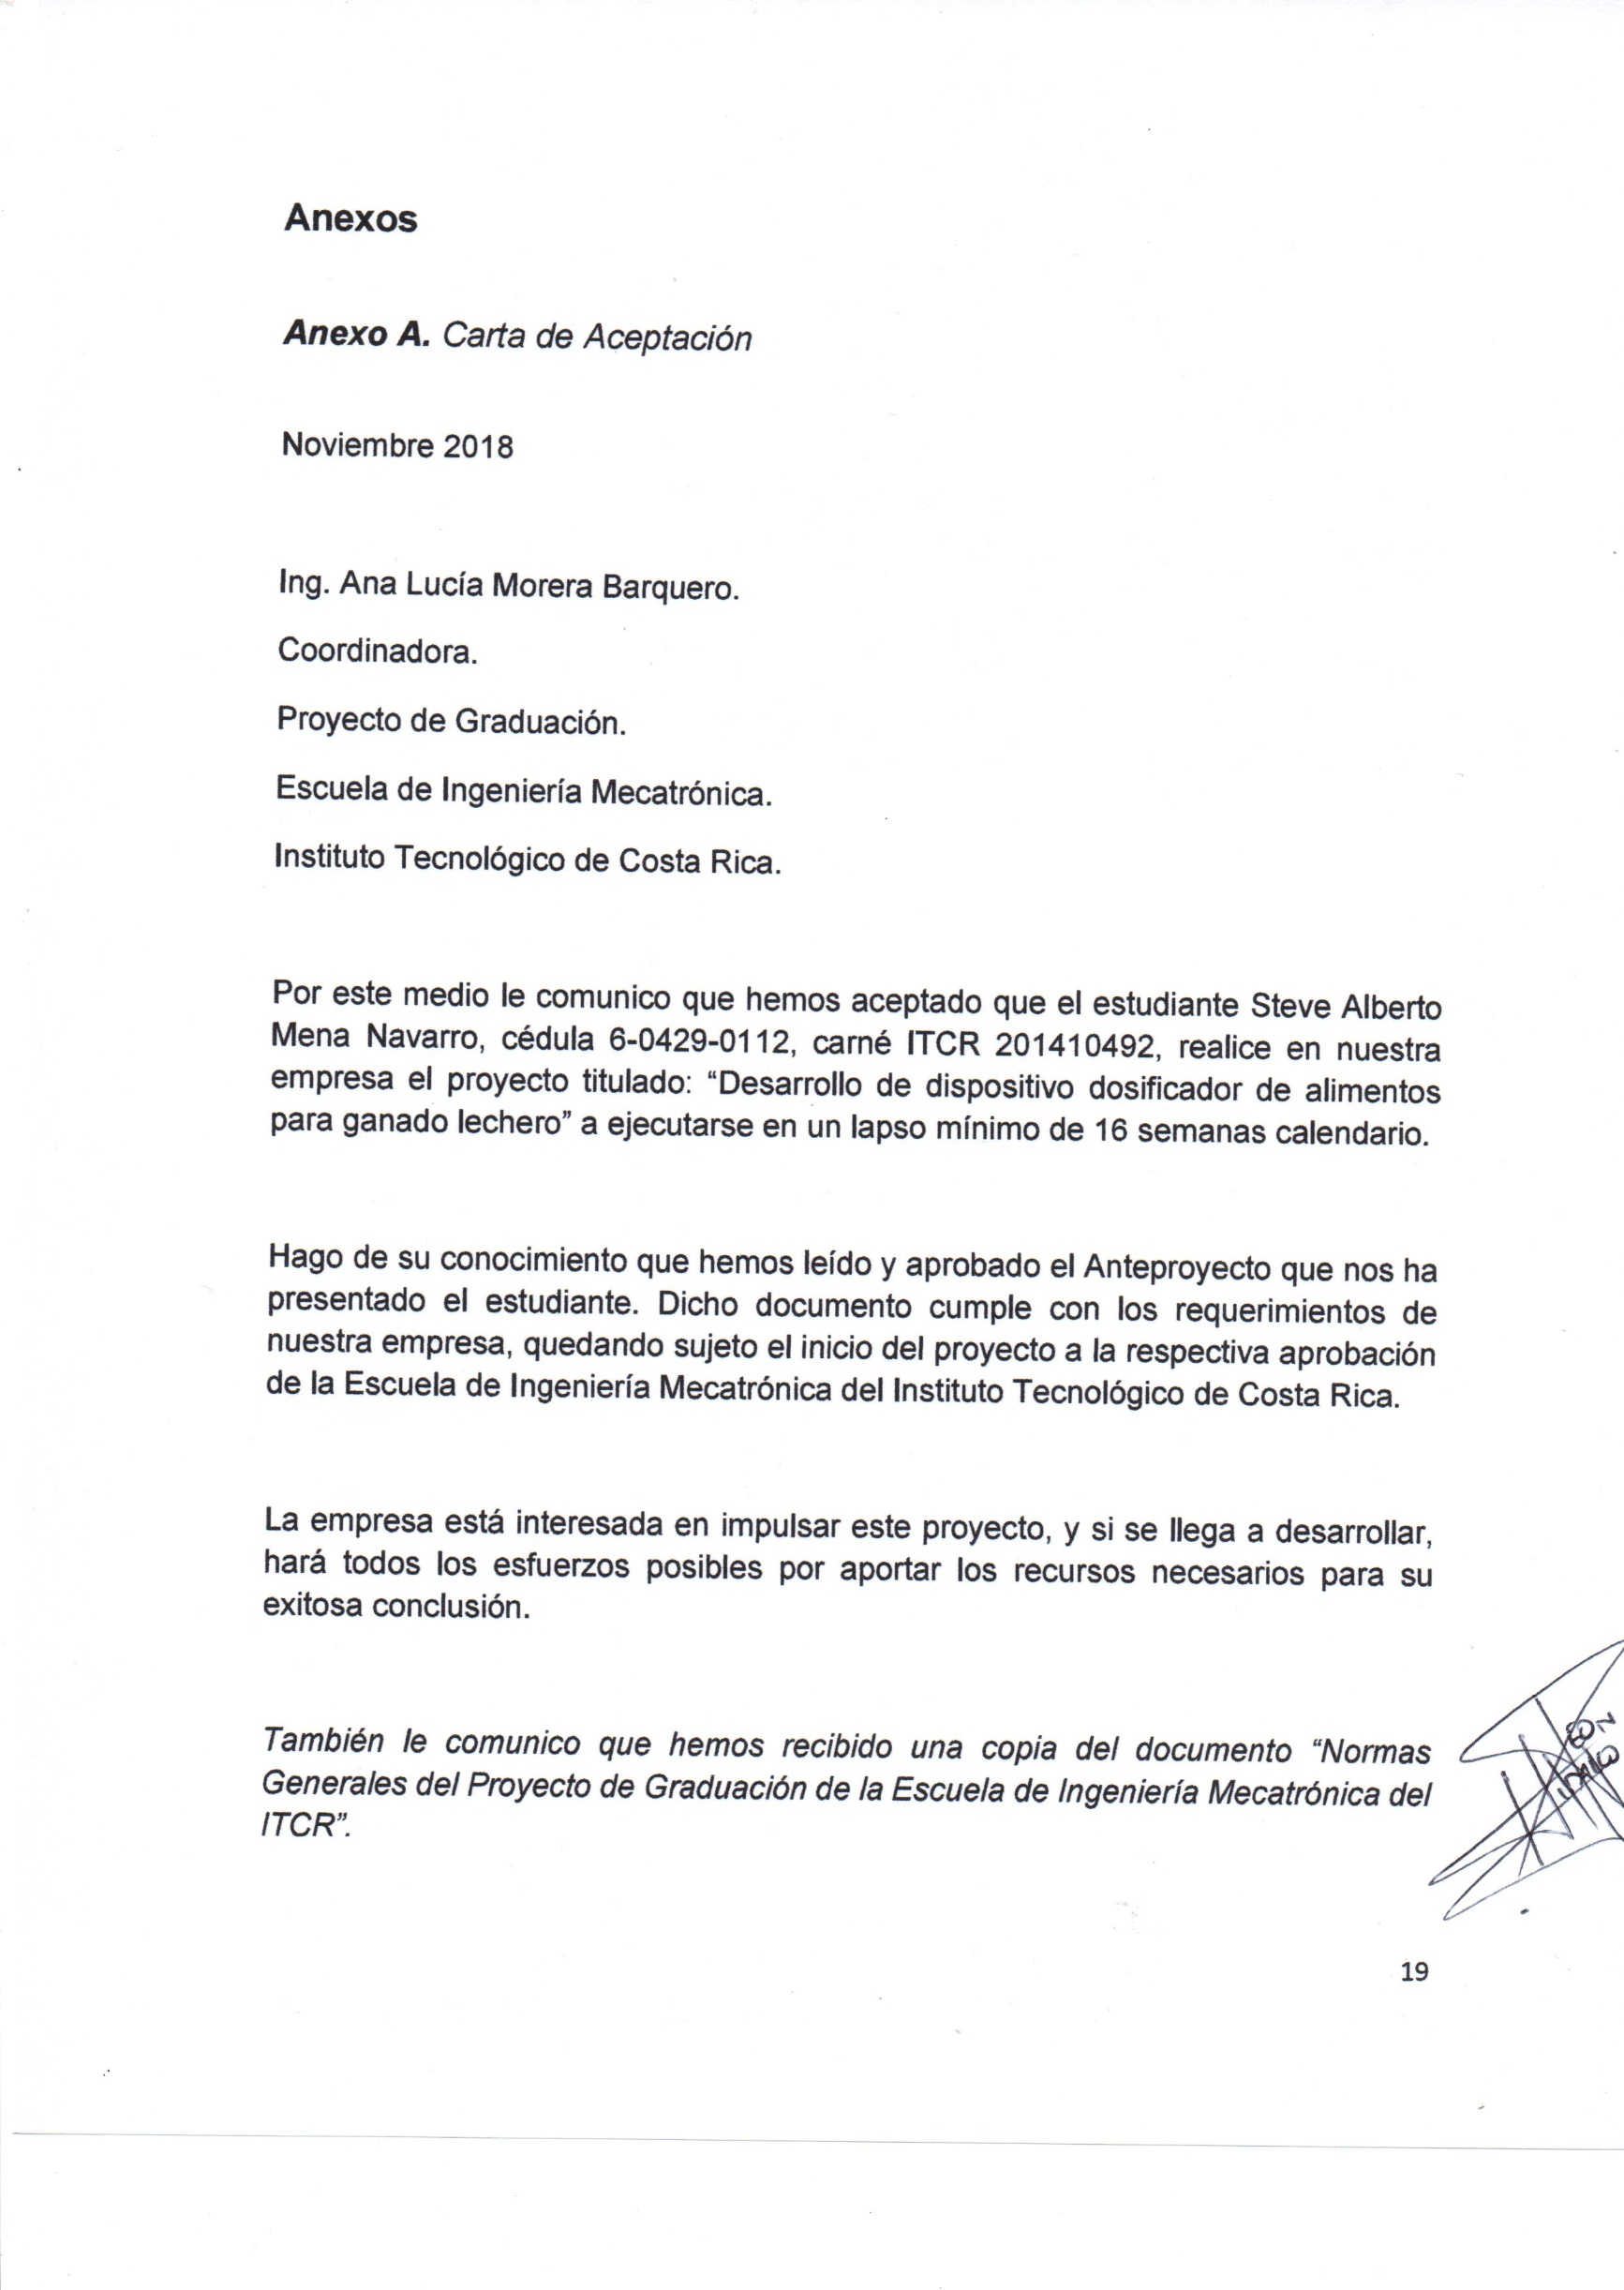 Anexos
Anexo A. Carta de Aceptación
Noviembre 2018
Ing. Ana Lucía Morera Barquero.
Coordinadora.
Proyecto de Graduación.
Escuela de Ingeniería Mecatrónica.
Instituto Tecnológico de Costa Rica.
Por este medio le comunico que hemos aceptado que el estudiante Steve Alberto
Mena Navarro, cédula 6-0429-0112, carné ITCR 201410492, realice en nuestra
empresa el proyecto titulado: “Desarrollo de dispositivo dosificador de alimentos
para ganado lechero” a ejecutarse en un lapso mínimo de 16 semanas calendario.
Hago de su conocimiento que hemos leído y aprobado el Anteproyecto que nos ha
presentado el estudiante. Dicho documento cumple con los requerimientos de
nuestra empresa, quedando sujeto el inicio del proyecto a la respectiva aprobación
de la Escuela de Ingeniería Mecatrónica del Instituto Tecnológico de Costa Rica.
La empresa está interesada en impulsar este proyecto, y si se llega a desarrollar,
hará todos los esfuerzos posibles por aportar los recursos necesarios para su
exitosa conclusión.
También le comunico que hemos recibido una copia del documento “Normas
Generales del Proyecto de Graduación de la Escuela de Ingeniería Mecatrónica del
ITCR”.
19